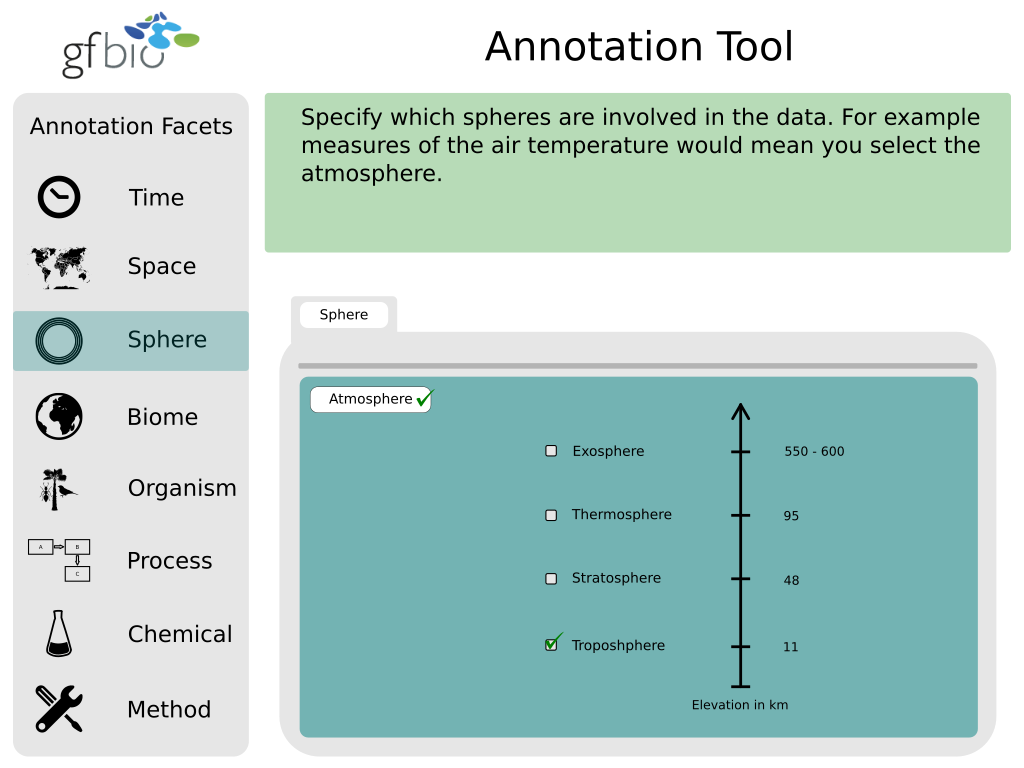 gfbio
Annotation Tool
Annotation Facets
Time
Space
Sphere
Biome
Organism
A
B
C
Process
Chemical
Method
Specify which spheres are involved in the data. For example
measures of the air temperature would mean you select the
atmosphere.
Sphere
Atmosphere
Exosphere 550 - 600
Thermosphere 95
Stratosphere 48
Troposhphere 11
Elevation in km